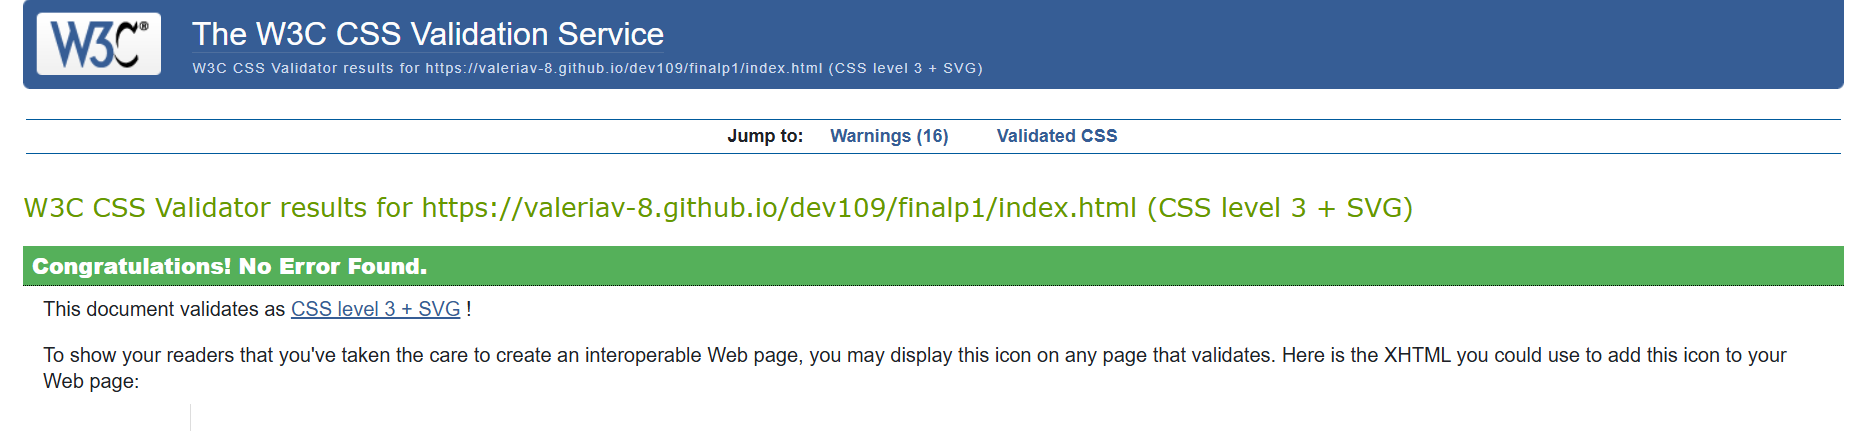 W3C®
The W3C CSS Validation Service
W3C CSS Validator results for https://valeriav-8.github.io/dev109/finalp1/index.html (CSS level 3 + SVG)
Jump to: Warnings (16) Validated CSS
W3C CSS Validator results for https://valeriav-8.github.io/dev109/finalp1/index.html (CSS level 3 + SVG)
Congratulations! No Error Found.
This document validates as CSS level 3 + SVG !
To show your readers that you've taken the care to create an interoperable Web page, you may display this icon on any page that validates. Here is the XHTML you could use to add this icon to your
Web page: